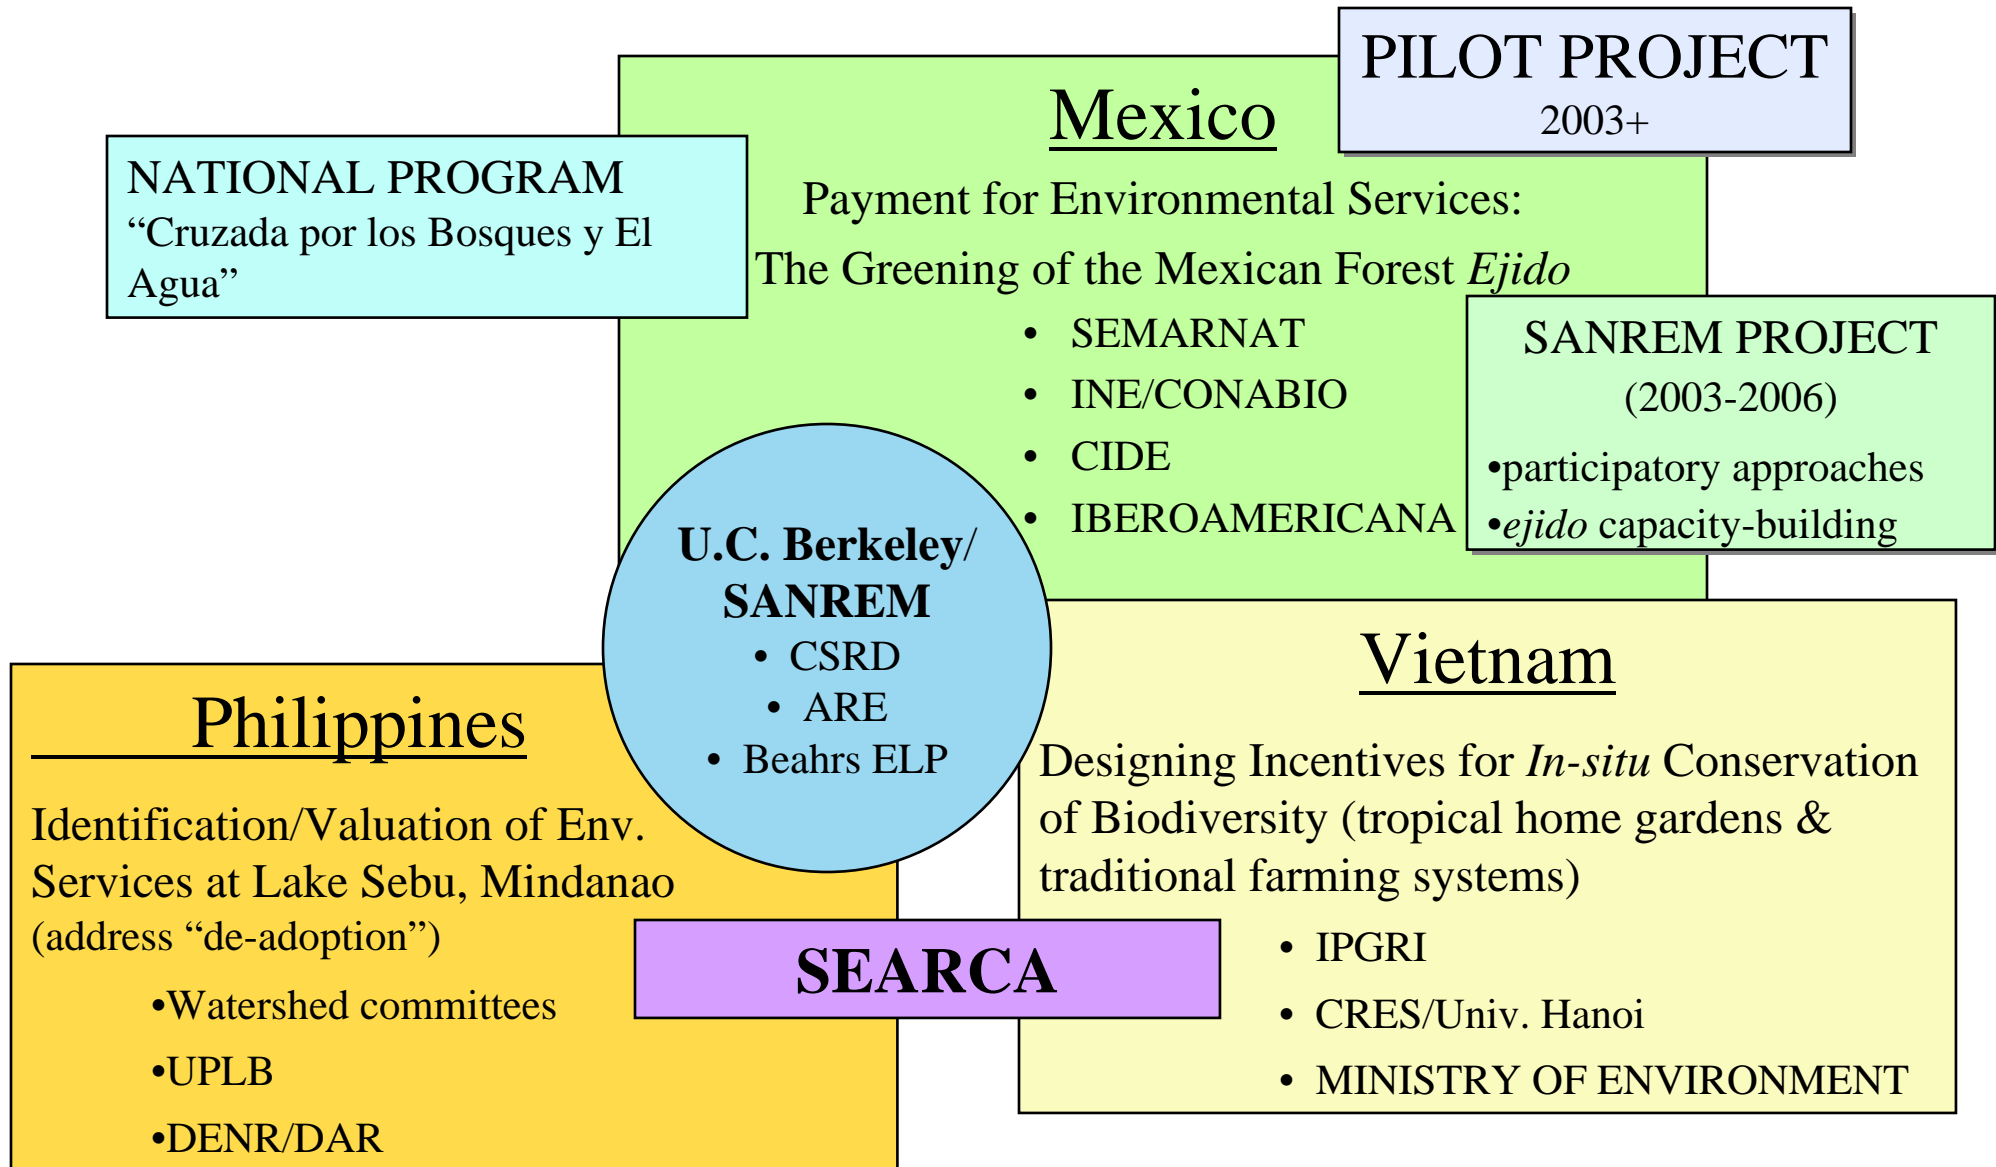 PILOT PROJECT
2003+
Mexico
NATIONAL PROGRAM
“Cruzada por los Bosques y El
Agua”
Payment for Environmental Services:
The Greening of the Mexican Forest Ejido
• SEMARNAT
• INE/CONABIO
• CIDE
• IBEROAMERICANA
SANREM PROJECT
(2003-2006)
•participatory approaches
•ejido capacity-building
U.C. Berkeley/
SANREM
• CSRD
• ARE
• Beahrs ELP
Philippines
Identification/Valuation of Env.
Services at Lake Sebu, Mindanao
(address “de-adoption”)
•Watershed committees
•UPLB
•DENR/DAR
SEARCA
Vietnam
Designing Incentives for In-situ Conservation
of Biodiversity (tropical home gardens &
traditional farming systems)
• IPGRI
• CRES/Univ. Hanoi
• MINISTRY OF ENVIRONMENT